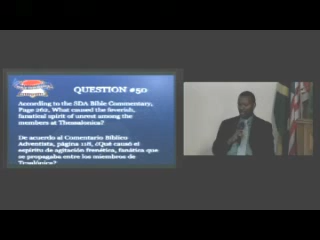 QUESTION #50
According to the SDA Bible Commentary,
Page 262, What caused the feverish,
fanatical spirit of unrest among the
members at Thessalonica?
De acuerdo al Comentario Bíblico
Adventista, página 118, ¿Qué causó el
espíritu de agitación frenética, fanática que
se propagaba entre los miembros de
Tesalónica?